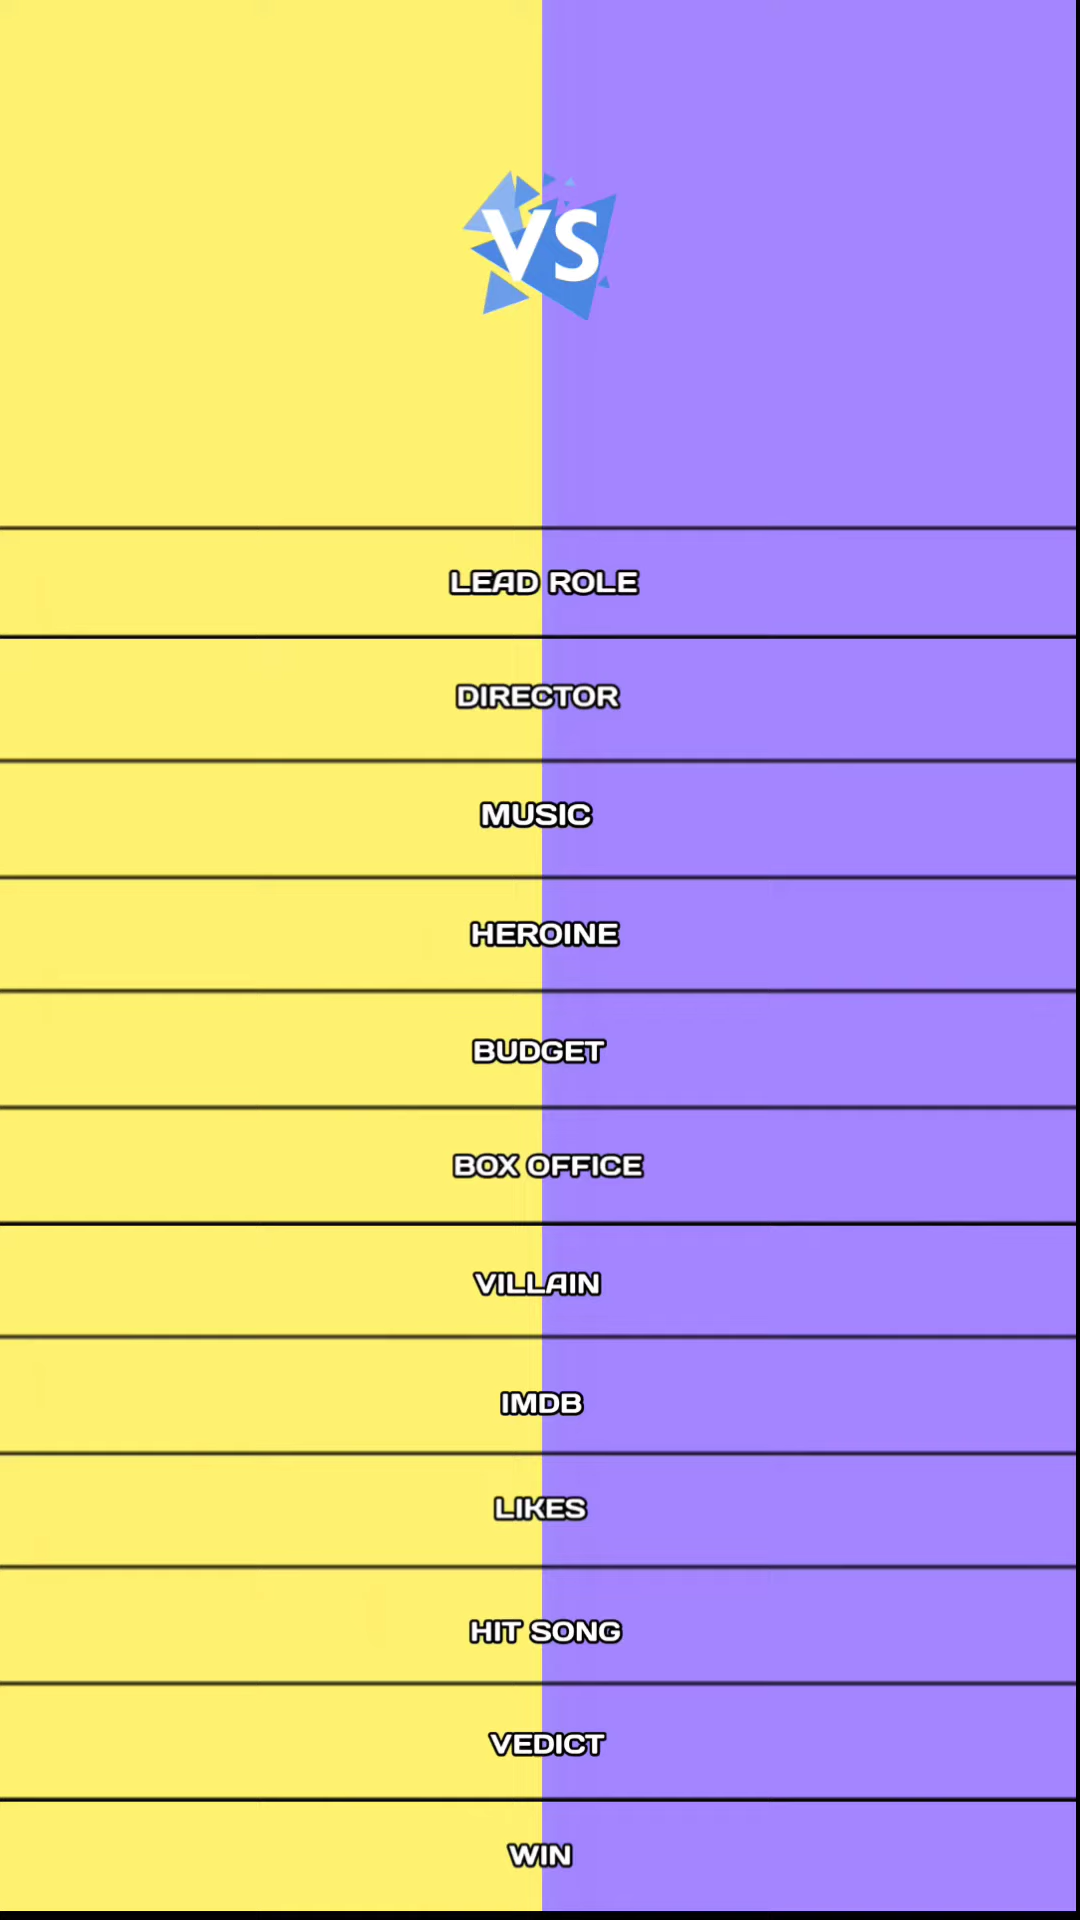 VS
LEAD ROLE
DIRECTOR
MUSIC
HEROINE
BUDGET
BOX OFFICE
VILLAIN
IMDB
LIKES
HIT SONG
VEDICT
WIN